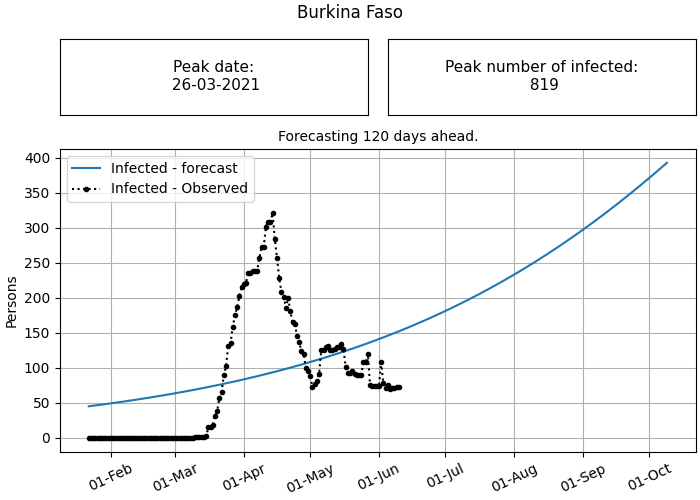 Burkina Faso
Peak date:
26-03-2021
Peak number of infected:
819
Forecasting 120 days ahead.
Infected - forecast
Infected - Observed
400
350
300
250
200
150
100
50
0
Persons
01-Feb
01-Mar
01-Apr
01-May
01-Jun
01-Jul
01-Aug
01-Sep
01-Oct